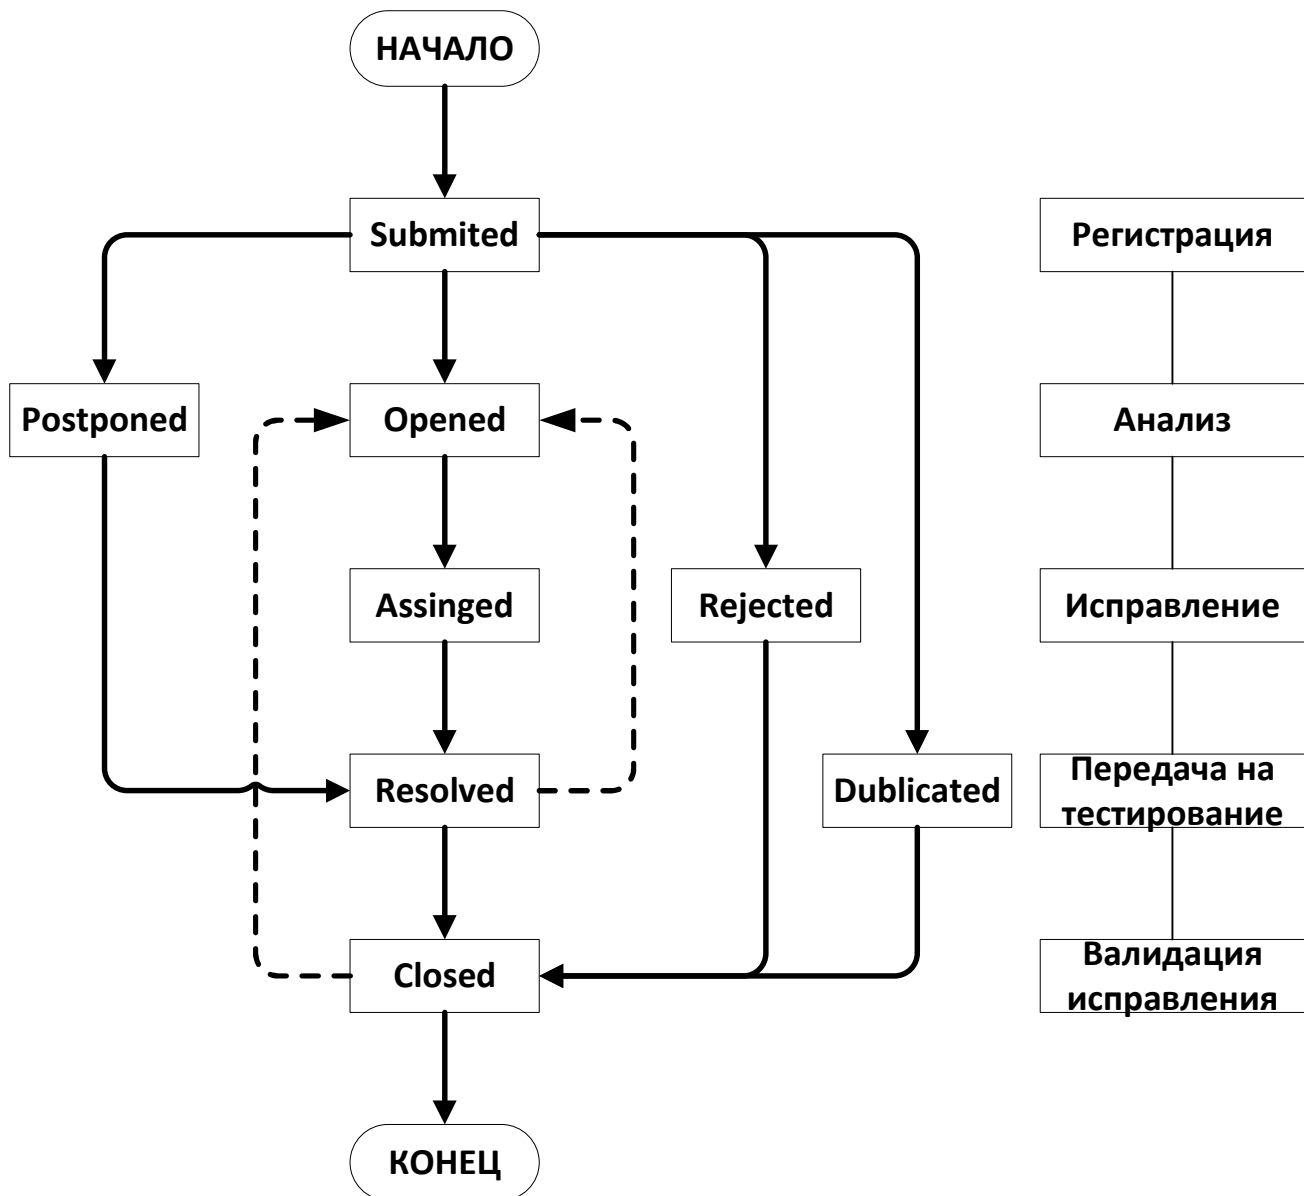 НАЧАЛО
Submited
Регистрация
Postponed
Opened
Анализ
Assinged
Rejected
Исправление
Resolved
Dublicated
Передача на
тестирование
Closed
Валидация
исправления
КОНЕЦ